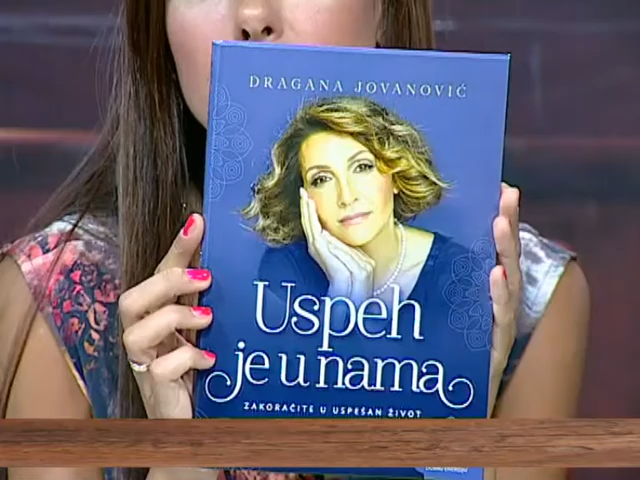 DRAGANA JOVANOVIĆ
Uspeh
je u nama
ZAKORAČITE U USPEŠAN ŽIVOT